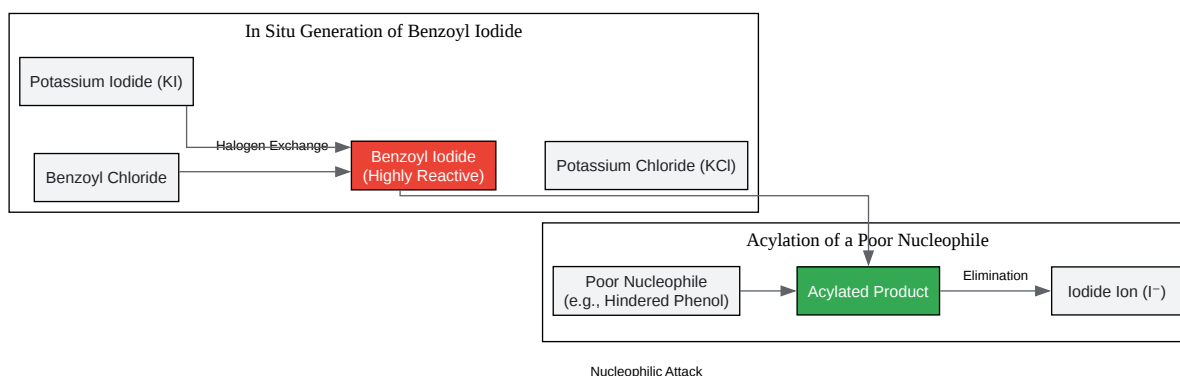 In Situ Generation of Benzoyl Iodide
Potassium Iodide (KI)
Halogen Exchange
Benzoyl Chloride
Benzoyl Iodide
(Highly Reactive)
Potassium Chloride (KCl)
Acylation of a Poor Nucleophile
Poor Nucleophile
(e.g., Hindered Phenol)
Acylated Product
Elimination
Iodide Ion (I⁻)
Nucleophilic Attack